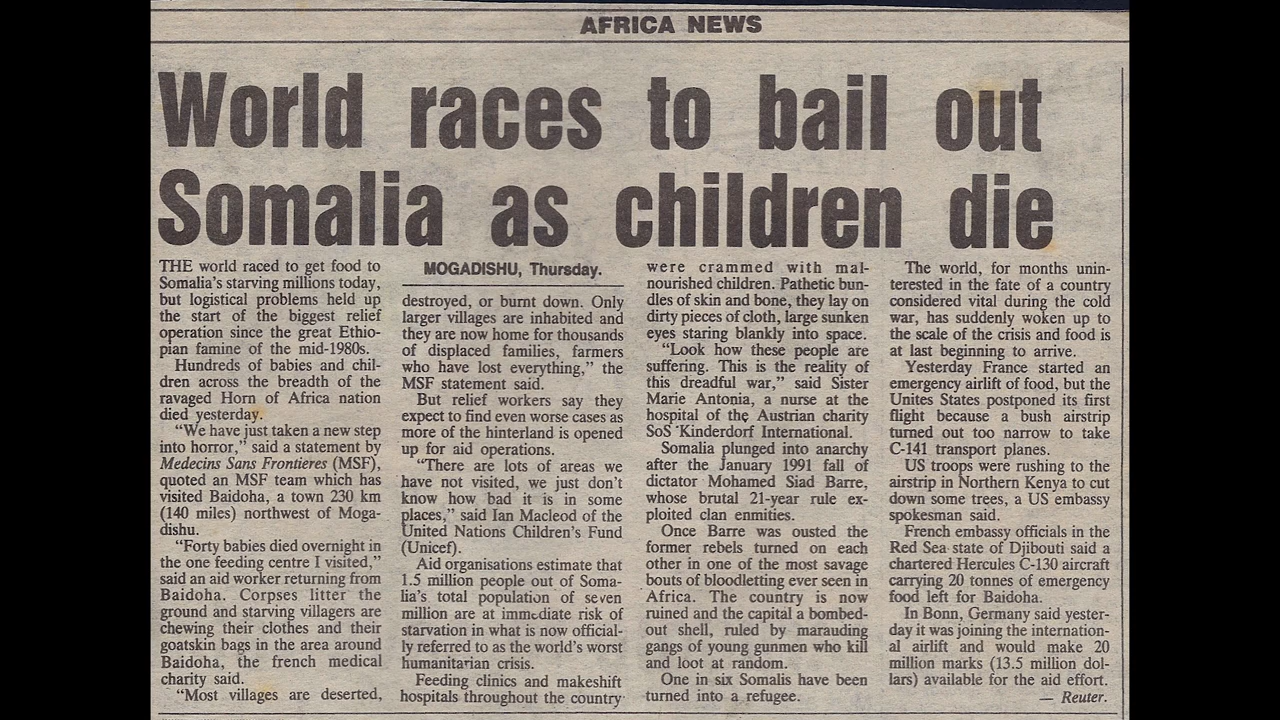 AFRICA NEWS
World races to bail out
Somalia as children die
THE world raced to get food to
Somalia's starving millions today,
but logistical problems held up
the start of the biggest relief
operation since the great Ethio-
pian famine of the mid-1980s.
Hundreds of babies and chil-
dren across the breadth of the
ravaged Horn of Africa nation
died yesterday.
"We have just taken a new step
into horror," said a statement by
Medecins Sans Frontieres (MSF),
quoted an MSF team which has
visited Baidoha, a town 230 km
(140 miles) northwest of Moga-
dishu.
"Forty babies died overnight in
the one feeding centre I visited,"
said an aid worker returning from
Baidoha. Corpses litter the
ground and starving villagers are
chewing their clothes and their
goatskin bags in the area around
Baidoha, the french medical
charity said.
"Most villages are deserted,
MOGADISHU, Thursday.
destroyed, or burnt down. Only
larger villages are inhabited and
they are now home for thousands
of displaced families, farmers
who have lost everything," the
MSF statement said.
But relief workers say they
expect to find even worse cases as
more of the hinterland is opened
up for aid operations.
"There are lots of areas we
have not visited, we just don't
know how bad it is in some
places," said Ian Macleod of the
United Nations Children's Fund
(Unicef).
Aid organisations estimate that
1.5 million people out of Soma-
lia's total population of seven
million are at immediate risk of
starvation in what is now official-
ly referred to as the world's worst
humanitarian crisis.
Feeding clinics and makeshift
hospitals throughout the country
were crammed with mal-
nourished children. Pathetic bun-
dles of skin and bone, they lay on
dirty pieces of cloth, large sunken
eyes staring blankly into space.
"Look how these people are
suffering. This is the reality of
this dreadful war," said Sister
Marie Antonia, a nurse at the
hospital of the Austrian charity
SoS Kinderdorf International.
Somalia plunged into anarchy
after the January 1991 fall of
dictator Mohamed Siad Barre,
whose brutal 21-year rule ex-
ploited clan enmities.
Once Barre was ousted the
former rebels turned on each
other in one of the most savage
bouts of bloodletting ever seen in
Africa. The country is now
ruined and the capital a bombed-
out shell, ruled by marauding
gangs of young gunmen who kill
and loot at random.
One in six Somalis have been
turned into a refugee.
The world, for months unin-
terested in the fate of a country
considered vital during the cold
war, has suddenly woken up to
the scale of the crisis and food is
at last beginning to arrive.
Yesterday France started an
emergency airlift of food, but the
Unites States postponed its first
flight because a bush airstrip
turned out too narrow to take
C-141 transport planes.
US troops were rushing to the
airstrip in Northern Kenya to cut
down some trees, a US embassy
spokesman said.
French embassy officials in the
Red Sea state of Djibouti said a
chartered Hercules C-130 aircraft
carrying 20 tonnes of emergency
food left for Baidoha.
In Bonn, Germany said yester-
day it was joining the internation-
al airlift and would make 20
million marks (13.5 million dol-
lars) available for the aid effort.
— Reuter.